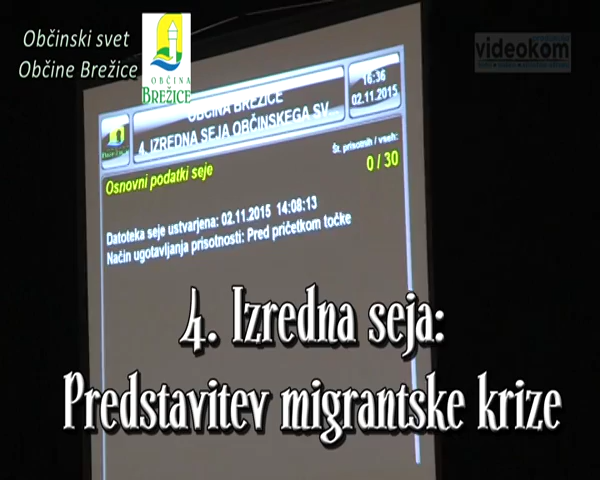 Občinski svet
Občine Brežice
OBČINA
BREŽICE
videokom
OBČINA BREŽICE
4. IZREDNA SEJA OBČINSKEGA SV...
16:36
02.11.2015
Osnovni podatki seje
Št. prisotnih / vseh:
0 / 30
Datoteka seje ustvarjena: 02.11.2015 14:08:13
Način ugotavljanja prisotnosti: Pred pričetkom točke
4. Izredna seja:
Predstavitev migrantske krize